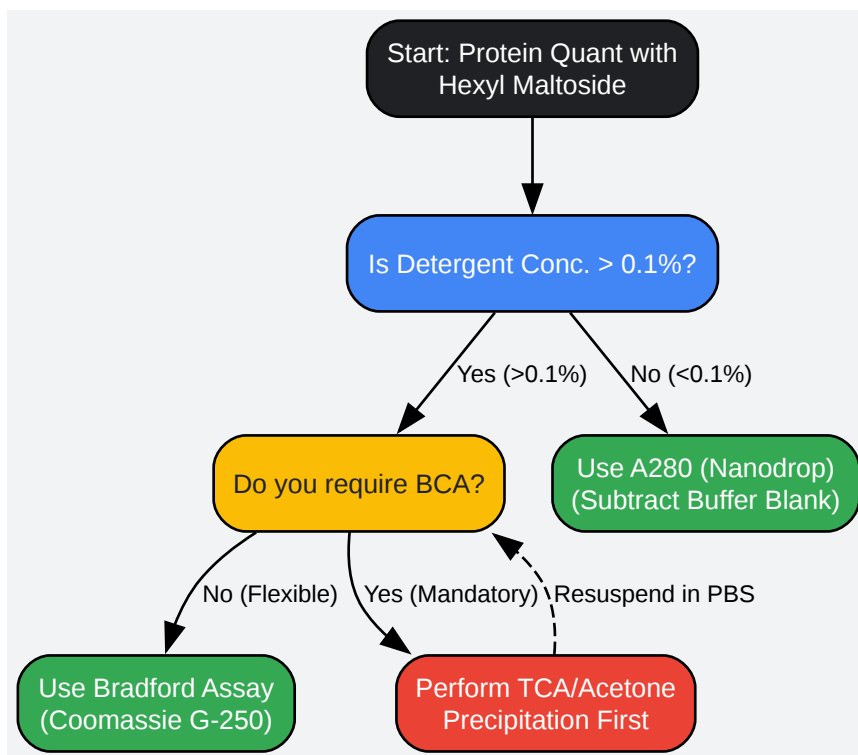 Start: Protein Quant with
Hexyl Maltoside
Is Detergent Conc. > 0.1%?
Yes (>0.1%)
No (<0.1%)
Do you require BCA?
Use A280 (Nanodrop)
(Subtract Buffer Blank)
No (Flexible)
Yes (Mandatory)
Resuspend in PBS
Use Bradford Assay
(Coomassie G-250)
Perform TCA/Acetone
Precipitation First